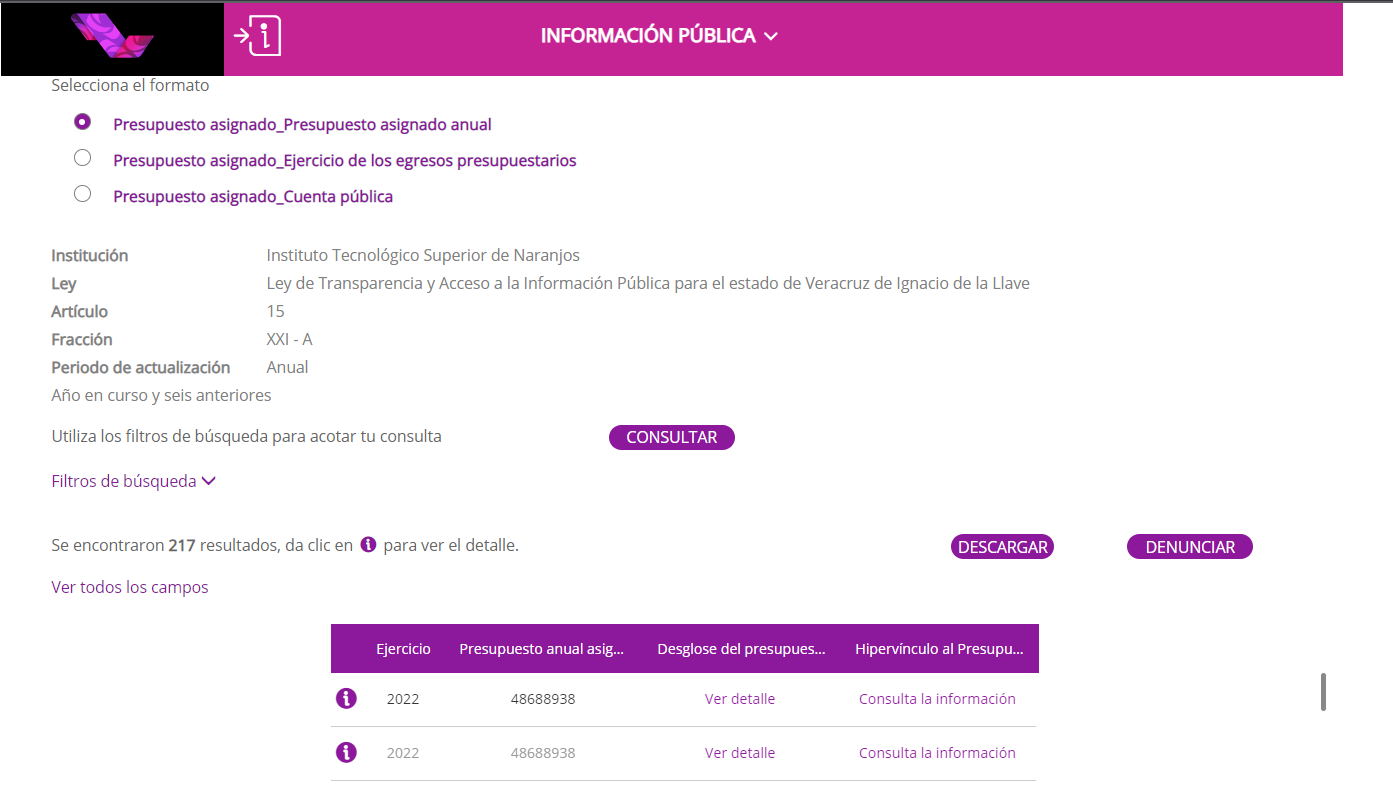 INFORMACIÓN PÚBLICA
Selecciona el formato
Presupuesto asignado_Presupuesto asignado anual
Presupuesto asignado_Ejercicio de los egresos presupuestarios
Presupuesto asignado_Cuenta pública
Institución Instituto Tecnológico Superior de Naranjos
Ley Ley de Transparencia y Acceso a la Información Pública para el estado de Veracruz de Ignacio de la Llave
Artículo 15
Fracción XXI - A
Periodo de actualización Anual
Año en curso y seis anteriores
Utiliza los filtros de búsqueda para acotar tu consulta CONSULTAR
Filtros de búsqueda
Se encontraron 217 resultados, da clic en i para ver el detalle. DESCARGAR DENUNCIAR
Ver todos los campos
Ejercicio Presupuesto anual asig... Desglose del presupues... Hipervínculo al Presupu...
2022 48688938 Ver detalle Consulta la información
2022 48688938 Ver detalle Consulta la información